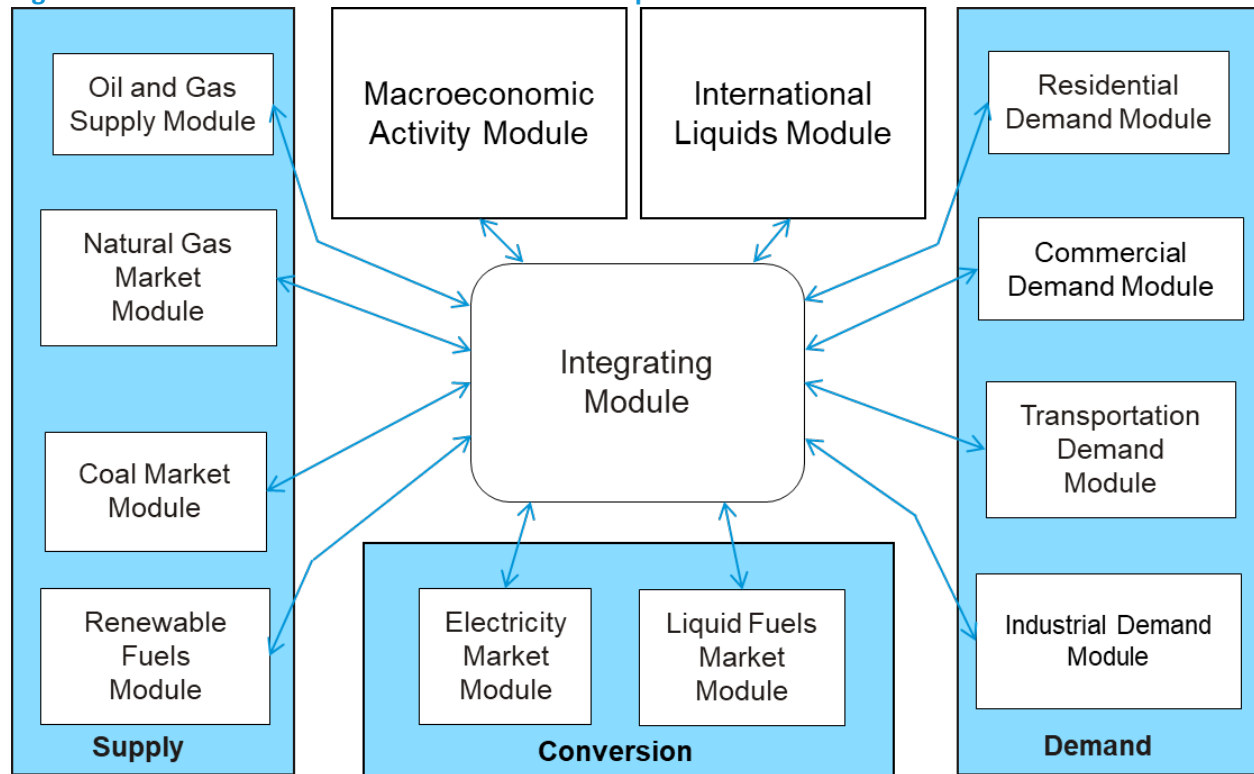 Oil and Gas
Supply Module
Natural Gas
Market
Module
Coal Market
Module
Renewable
Fuels
Module
Supply
Macroeconomic
Activity Module
International
Liquids Module
Integrating
Module
Electricity
Market
Module
Liquid Fuels
Market
Module
Conversion
Residential
Demand Module
Commercial
Demand Module
Transportation
Demand
Module
Industrial Demand
Module
Demand